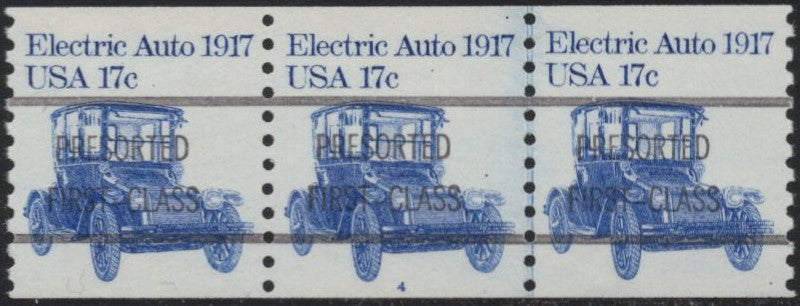 Electric Auto 1917
USA 17c
PRESORTED
FIRST-CLASS
Electric Auto 1917
USA 17c
PRESORTED
FIRST-CLASS
4
Electric Auto 1917
USA 17c
PRESORTED
FIRST-CLASS